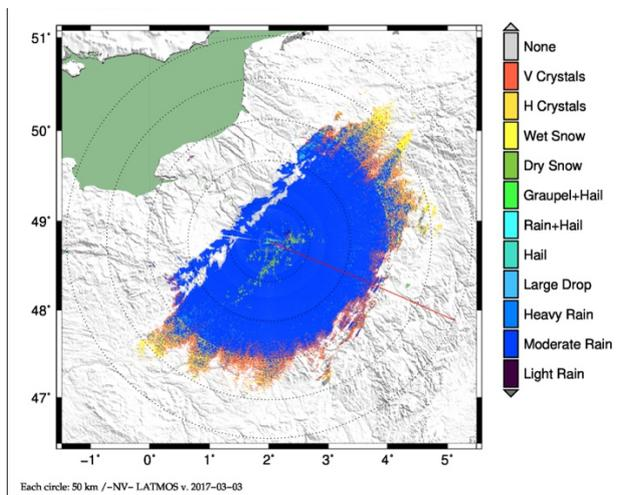 51°
50°
49°
48°
47°
-1° 0° 1° 2° 3° 4° 5°
None
V Crystals
H Crystals
Wet Snow
Dry Snow
Graupel+Hail
Rain+Hail
Hail
Large Drop
Heavy Rain
Moderate Rain
Light Rain
Each circle: 50 km /-NV- LATMOS v. 2017-03-03